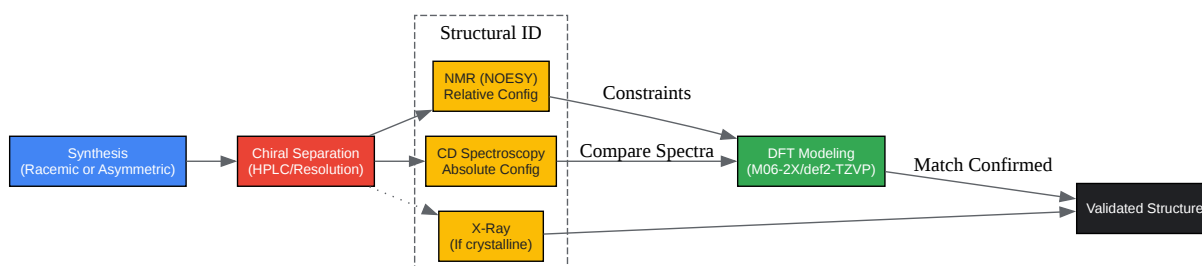 Structural ID
NMR (NOESY)
Relative Config
Constraints
Synthesis
(Racemic or Asymmetric)
Chiral Separation
(HPLC/Resolution)
CD Spectroscopy
Absolute Config
Compare Spectra
DFT Modeling
(M06-2X/def2-TZVP)
Match Confirmed
X-Ray
(If crystalline)
Validated Structure